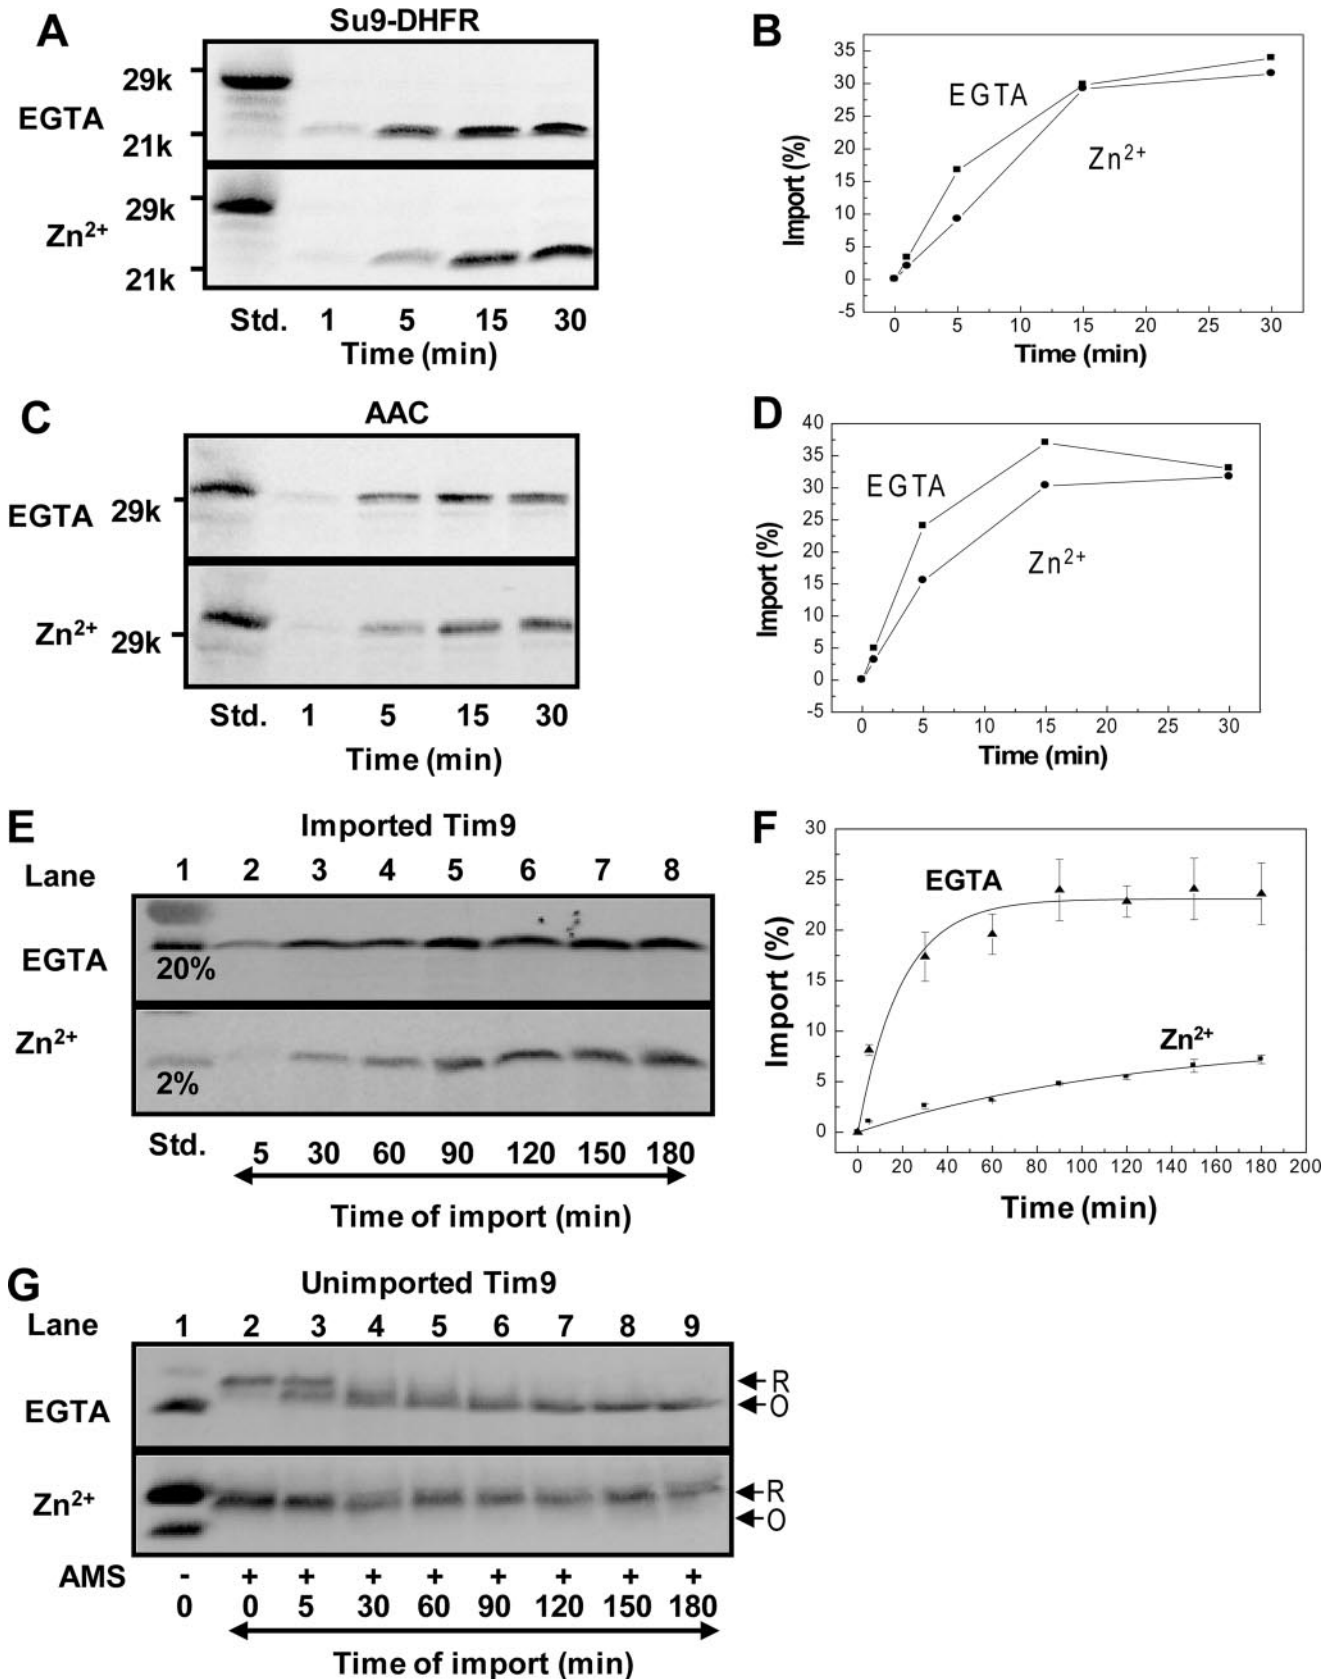 A
Su9-DHFR
29k
EGTA
21k
29k
Zn²⁺
21k
Std. 1 5 15 30
Time (min)
B
35
30
25
20
15
10
5
0
-5
Import (%)
EGTA
Zn²⁺
0 5 10 15 20 25 30
Time (min)
C
AAC
EGTA
29k
Zn²⁺
29k
Std. 1 5 15 30
Time (min)
D
40
35
30
25
20
15
10
5
0
-5
Import (%)
EGTA
Zn²⁺
0 5 10 15 20 25 30
Time (min)
E
Imported Tim9
Lane 1 2 3 4 5 6 7 8
EGTA
20%
Zn²⁺
2%
Std. 5 30 60 90 120 150 180
Time of import (min)
F
30
25
20
15
10
5
0
Import (%)
EGTA
Zn²⁺
0 20 40 60 80 100 120 140 160 180 200
Time (min)
G
Unimported Tim9
Lane 1 2 3 4 5 6 7 8 9
R
EGTA
O
Zn²⁺
R
O
AMS - + + + + + + + +
0 0 5 30 60 90 120 150 180
Time of import (min)